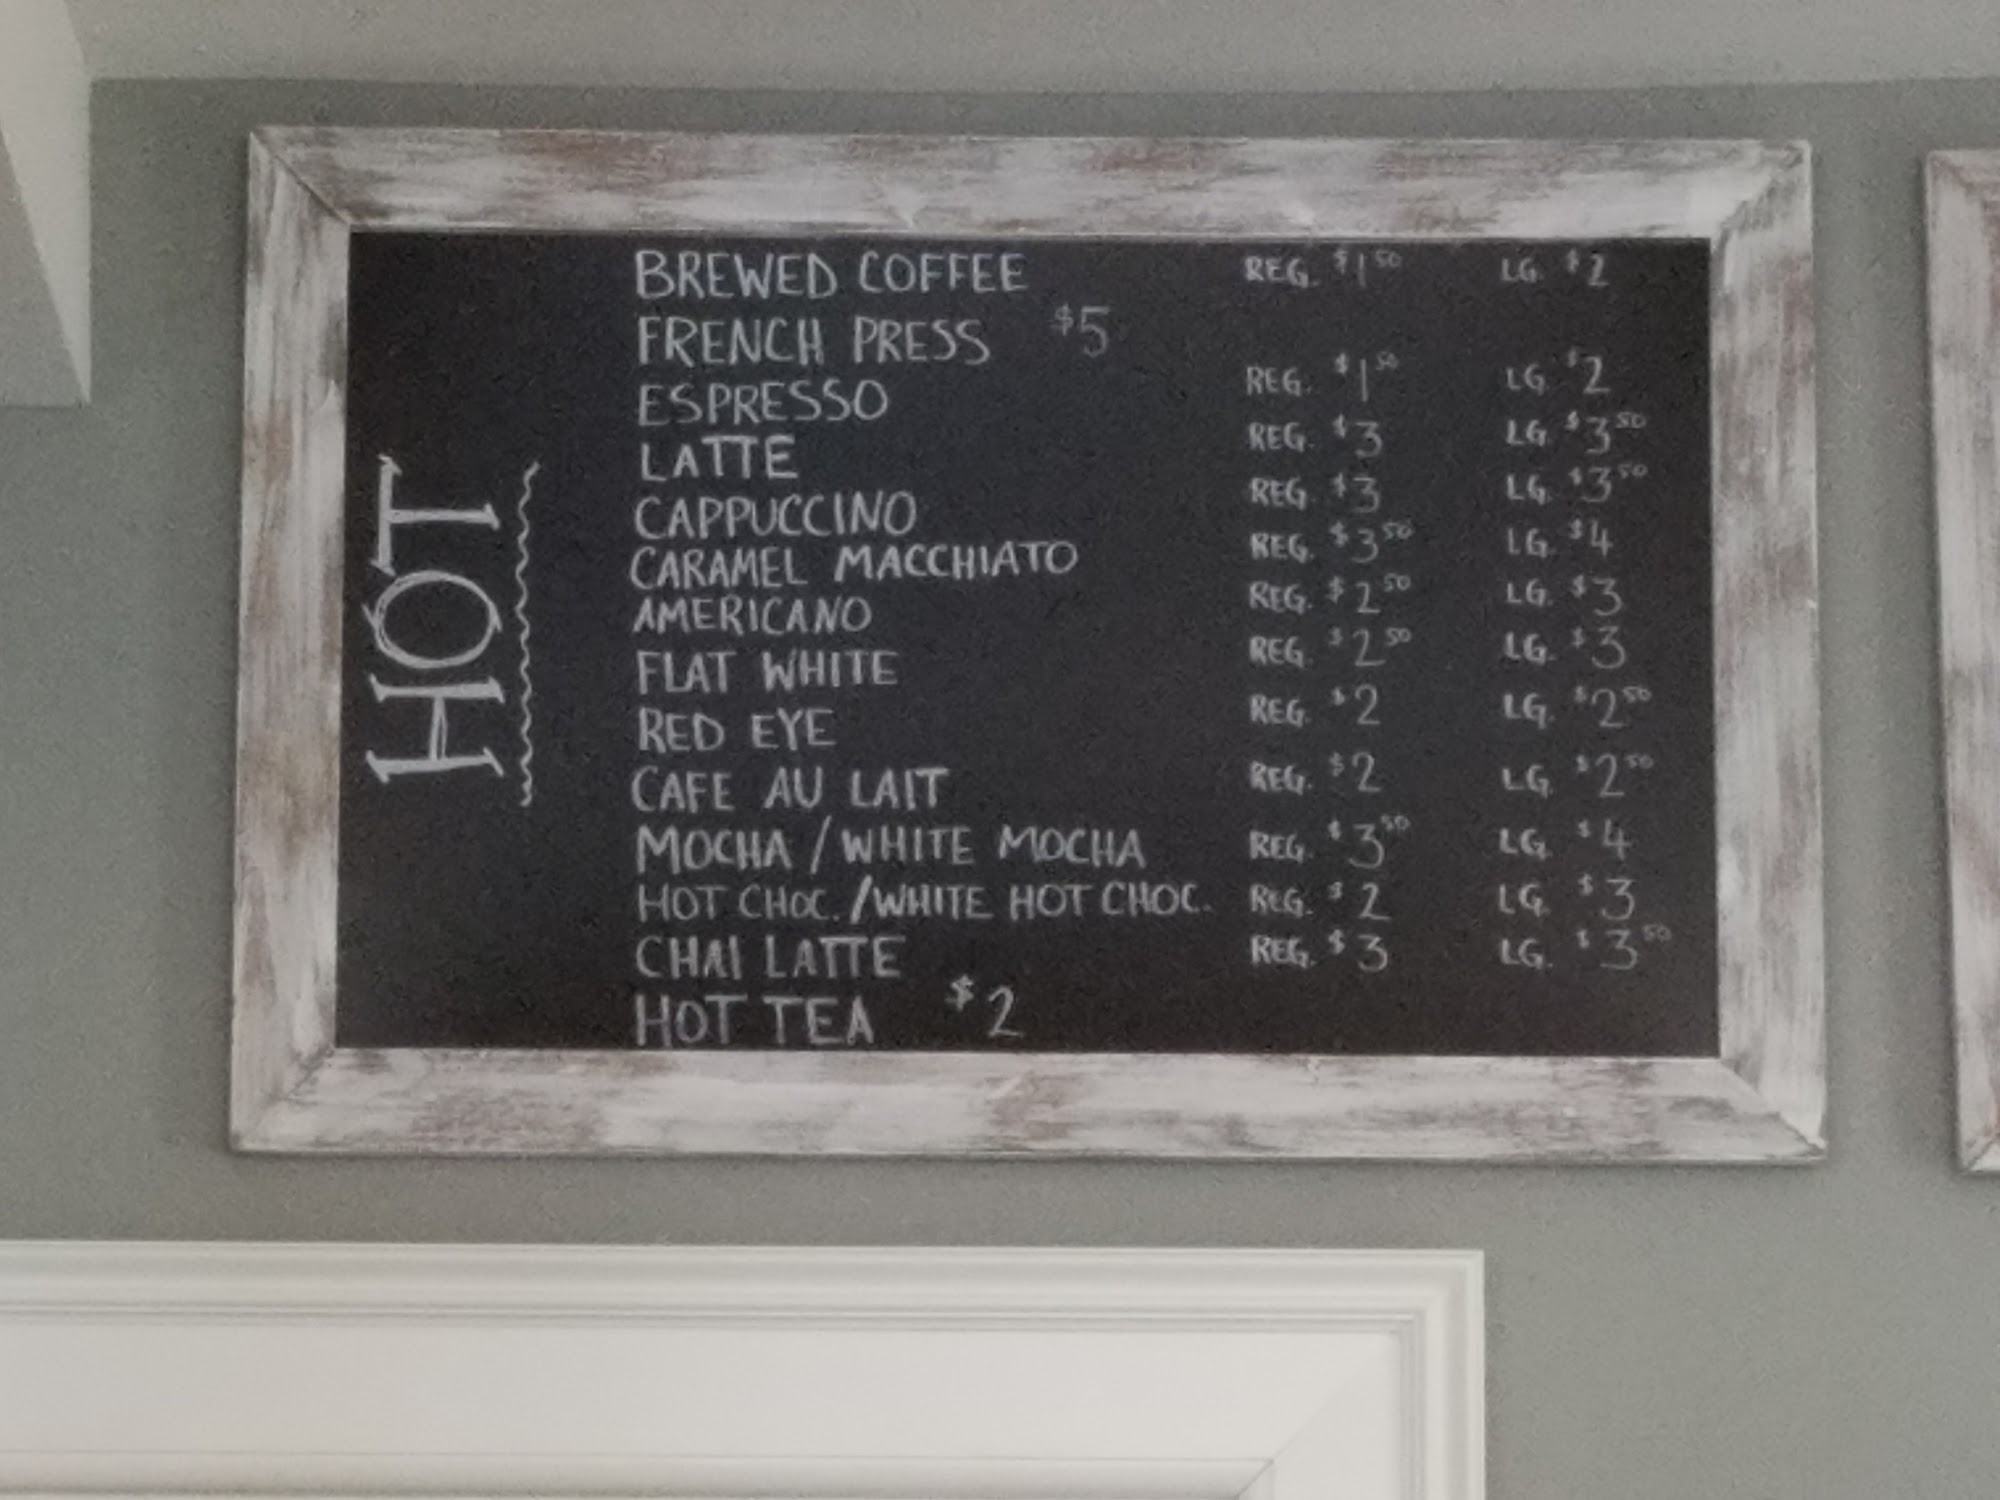 HOT
BREWED COFFEE REG. $1 50 LG. $2
FRENCH PRESS $5
ESPRESSO REG. $1 50 LG $2
LATTE REG. $3 LG $3 50
CAPPUCCINO REG $3 LG. $3 50
CARAMEL MACCHIATO REG. $3 50 LG. $4
AMERICANO REG. $2 50 LG. $3
FLAT WHITE REG. $2 50 LG. $3
RED EYE REG. $2 LG. $2 50
CAFE AU LAIT REG. $2 LG. $2 50
MOCHA / WHITE MOCHA REG. $3 50 LG. $4
HOT CHOC. / WHITE HOT CHOC. REG. $2 LG. $3
CHAI LATTE REG. $3 LG. $3 50
HOT TEA $2